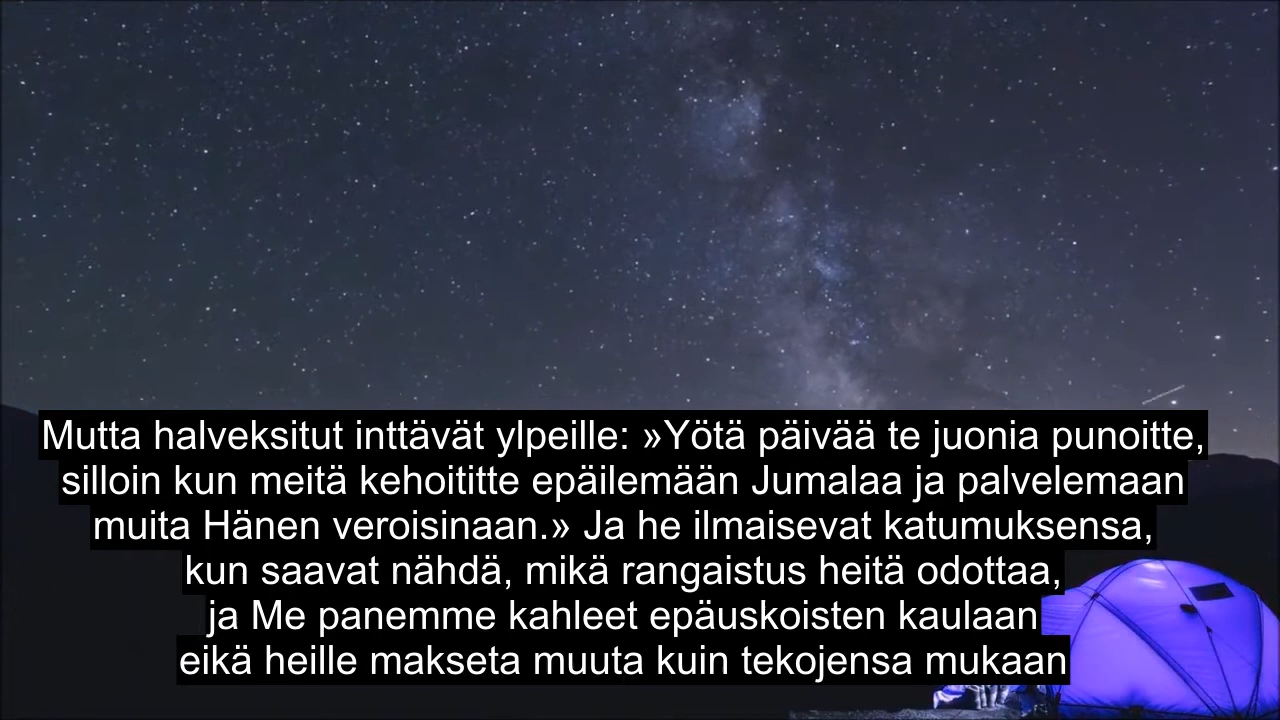 Mutta halveksitut inttävät ylpeille: »Yötä päivää te juonia punoitte,
silloin kun meitä kehoititte epäilemään Jumalaa ja palvelemaan
muita Hänen veroisinaan.» Ja he ilmaisevat katumuksensa,
kun saavat nähdä, mikä rangaistus heitä odottaa,
ja Me panemme kahleet epäuskoisten kaulaan
eikä heille makseta muuta kuin tekojensa mukaan